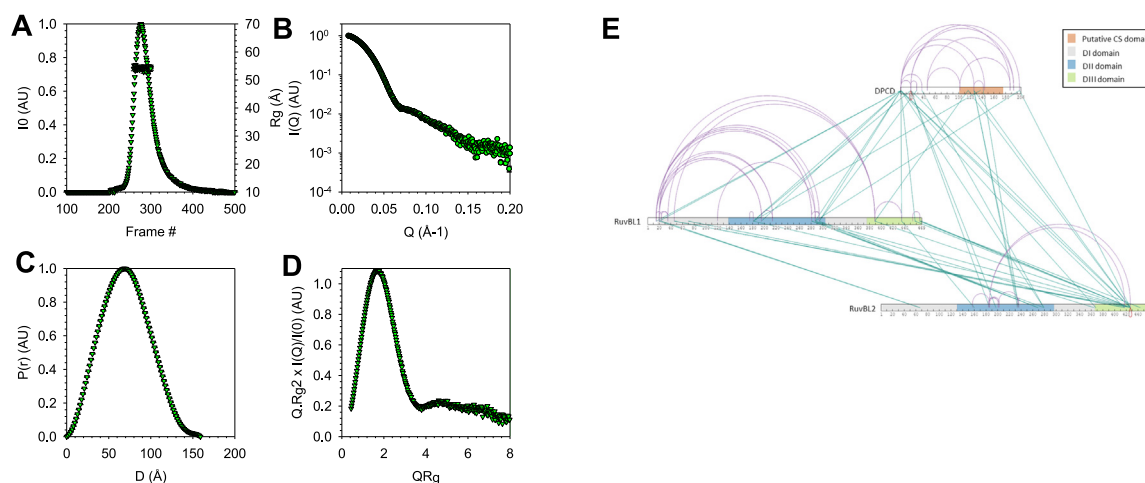 A
I0 (AU)
1.0
0.8
0.6
0.4
0.2
0.0
70
60
50
40
30
20
10
Rg (Å)
100 200 300 400 500
Frame #
B
I(Q) (AU)
10⁰
10⁻¹
10⁻²
10⁻³
10⁻⁴
0.00 0.05 0.10 0.15 0.20
Q (Å-1)
C
P(r) (AU)
1.0
0.8
0.6
0.4
0.2
0.0
0 50 100 150 200
D (Å)
D
Q.Rg2 x I(Q)/I(0) (AU)
1.0
0.8
0.6
0.4
0.2
0.0
0 2 4 6 8
QRg
E
Putative CS doma
DI domain
DII domain
DIII domain
DPCD
RuvBL1
RuvBL2